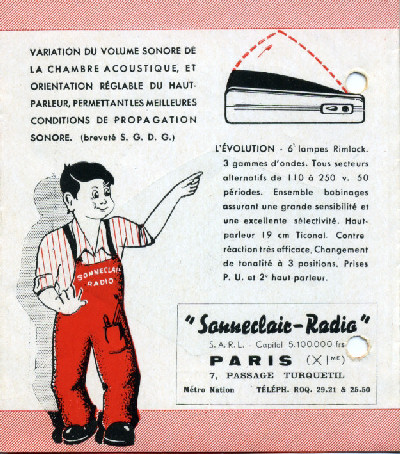 VARIATION DU VOLUME SONORE DE
LA CHAMBRE ACOUSTIQUE, ET
ORIENTATION RÉGLABLE DU HAUT-
PARLEUR, PERMETTANT LES MEILLEURES
CONDITIONS DE PROPAGATION
SONORE. (breveté S. G. D. G.)
L'ÉVOLUTION - 6 lampes Rimlock.
3 gammes d'ondes. Tous secteurs
alternatifs de 110 à 250 v. 50
périodes. Ensemble bobinages
assurant une grande sensibilité et
une excellente sélectivité. Haut-
parleur 19 cm Ticonal. Contre
réaction très efficace, Changement
de tonalité à 3 positions. Prises
P. U. et 2e haut-parleur.
SONNECLAIR
RADIO
"Sonneclair-Radio"
S. A. R. L. - Capital 5.100.000 frs
PARIS (XIme)
7, PASSAGE TURQUETIL
Métro Nation TÉLÉPH. ROQ. 29.21 & 25.50